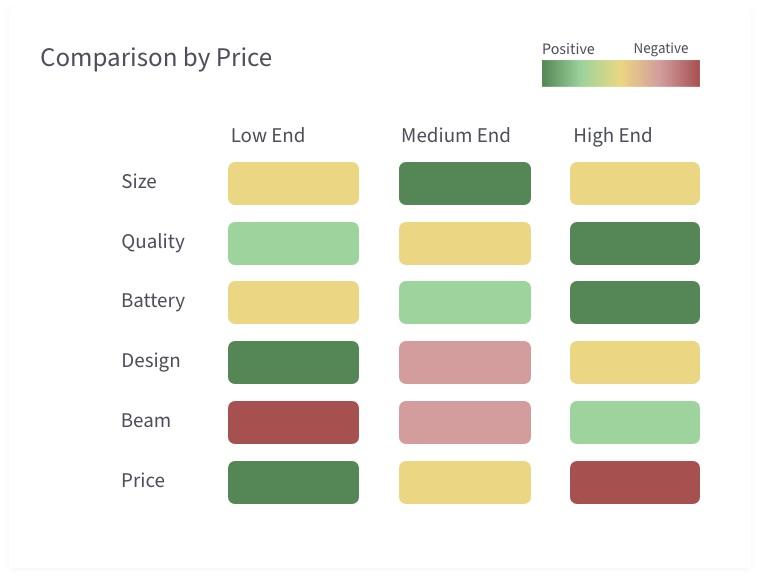 Comparison by Price
Positive Negative
Low End Medium End High End
Size
Quality
Battery
Design
Beam
Price